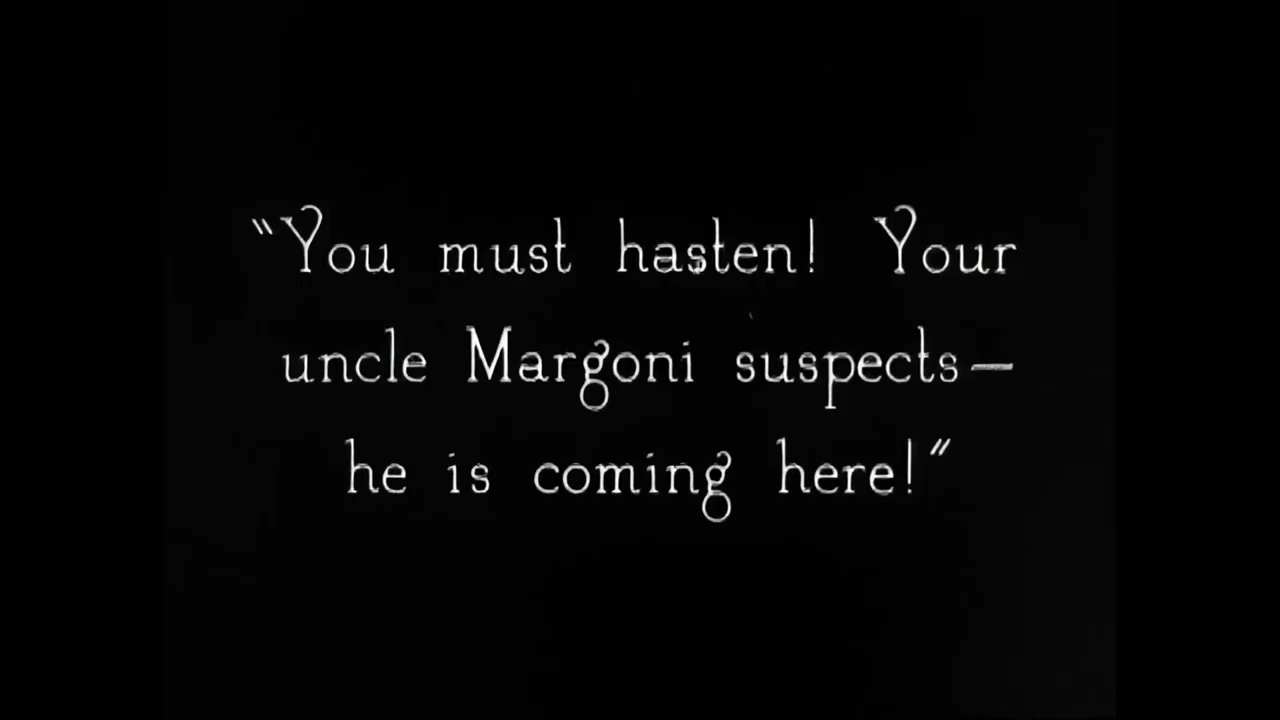 “You must hasten! Your
uncle Margoni suspects—
he is coming here!”